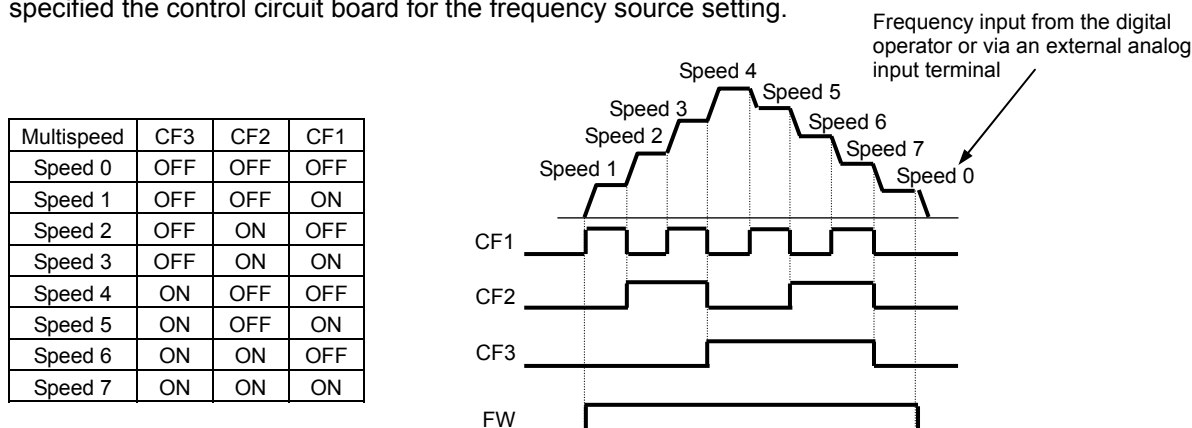 specified the control circuit board for the frequency source setting.
Frequency input from the digital
operator or via an external analog
input terminal
Multispeed CF3 CF2 CF1
Speed 0 OFF OFF OFF
Speed 1 OFF OFF ON
Speed 2 OFF ON OFF
Speed 3 OFF ON ON
Speed 4 ON OFF OFF
Speed 5 ON OFF ON
Speed 6 ON ON OFF
Speed 7 ON ON ON
Speed 4
Speed 5
Speed 3
Speed 6
Speed 2
Speed 7
Speed 1
Speed 0
CF1
CF2
CF3
FW